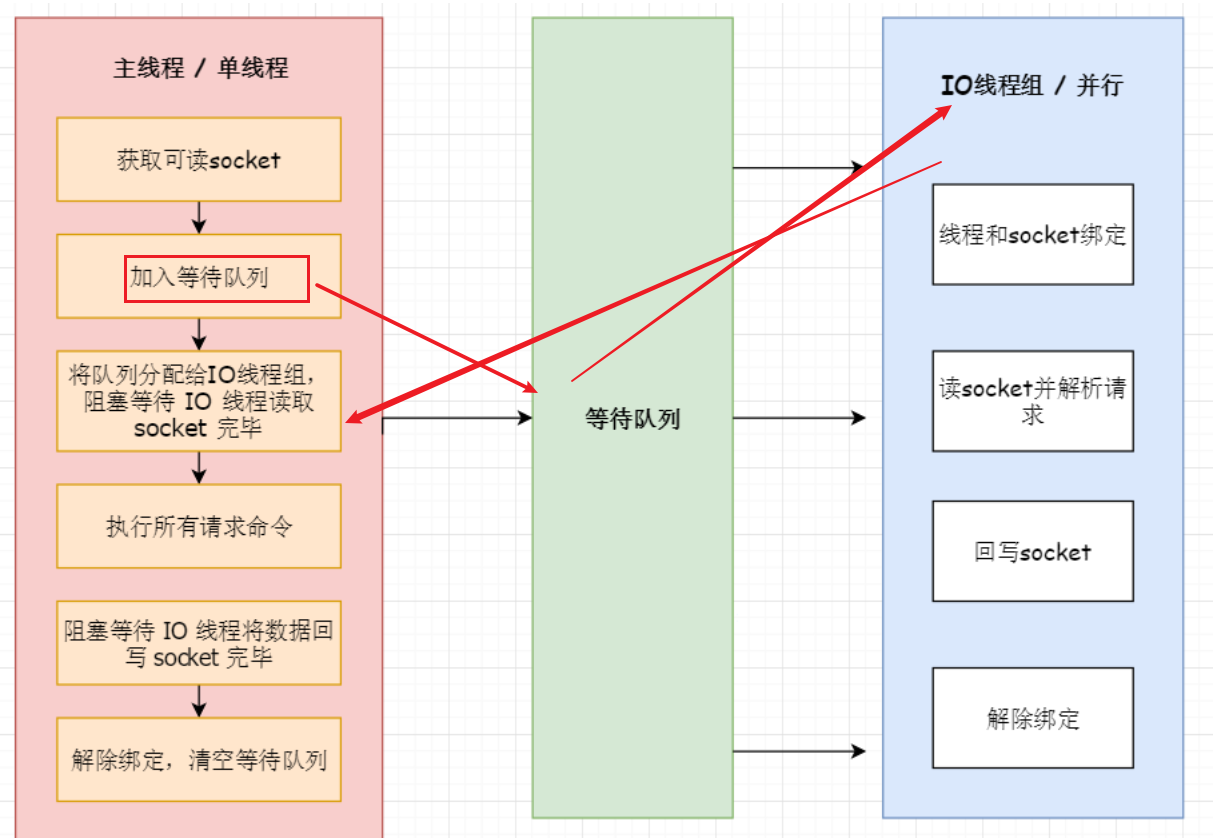 主线程 / 单线程
获取可读socket
加入等待队列
将队列分配给IO线程组，
阻塞等待 IO 线程读取
socket 完毕
执行所有请求命令
阻塞等待 IO 线程将数据回
写 socket 完毕
解除绑定，清空等待队列
等待队列
IO线程组 / 并行
线程和socket绑定
读socket并解析请
求
回写socket
解除绑定